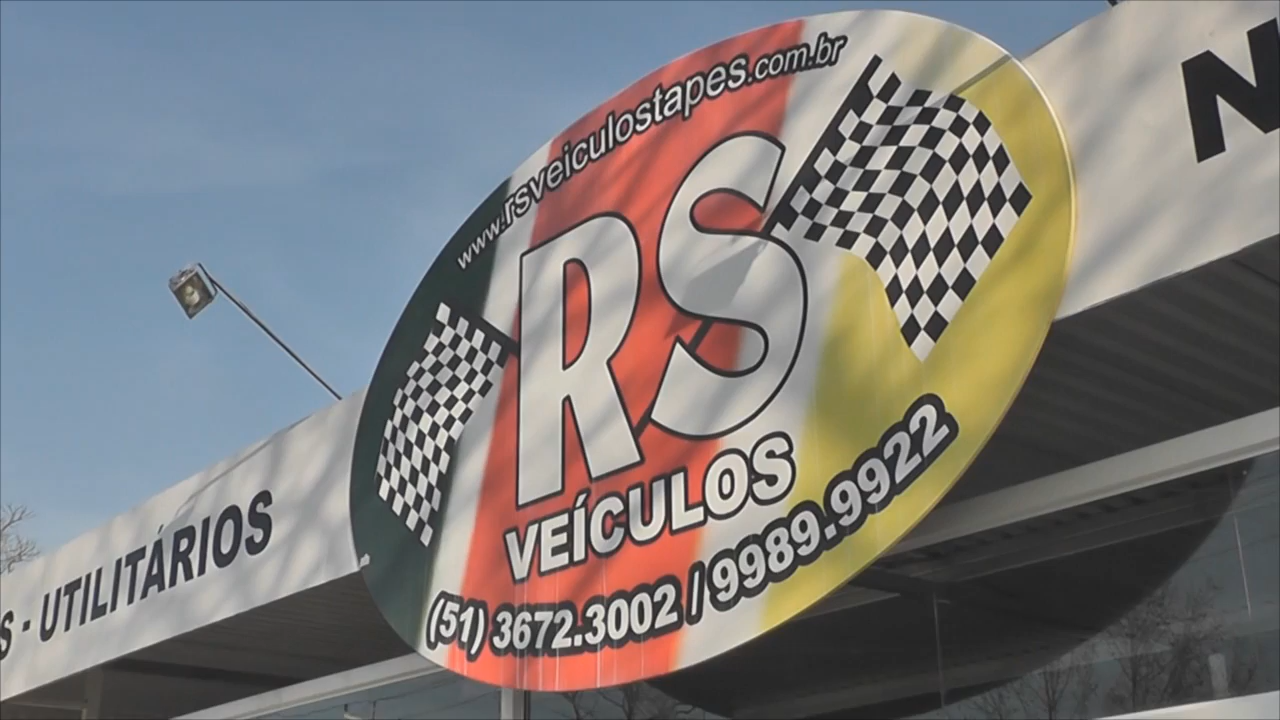 www.rsveiculostapes.com.br
RS
VEÍCULOS
(51) 3672.3002 / 9989.9922
S - UTILITÁRIOS
N